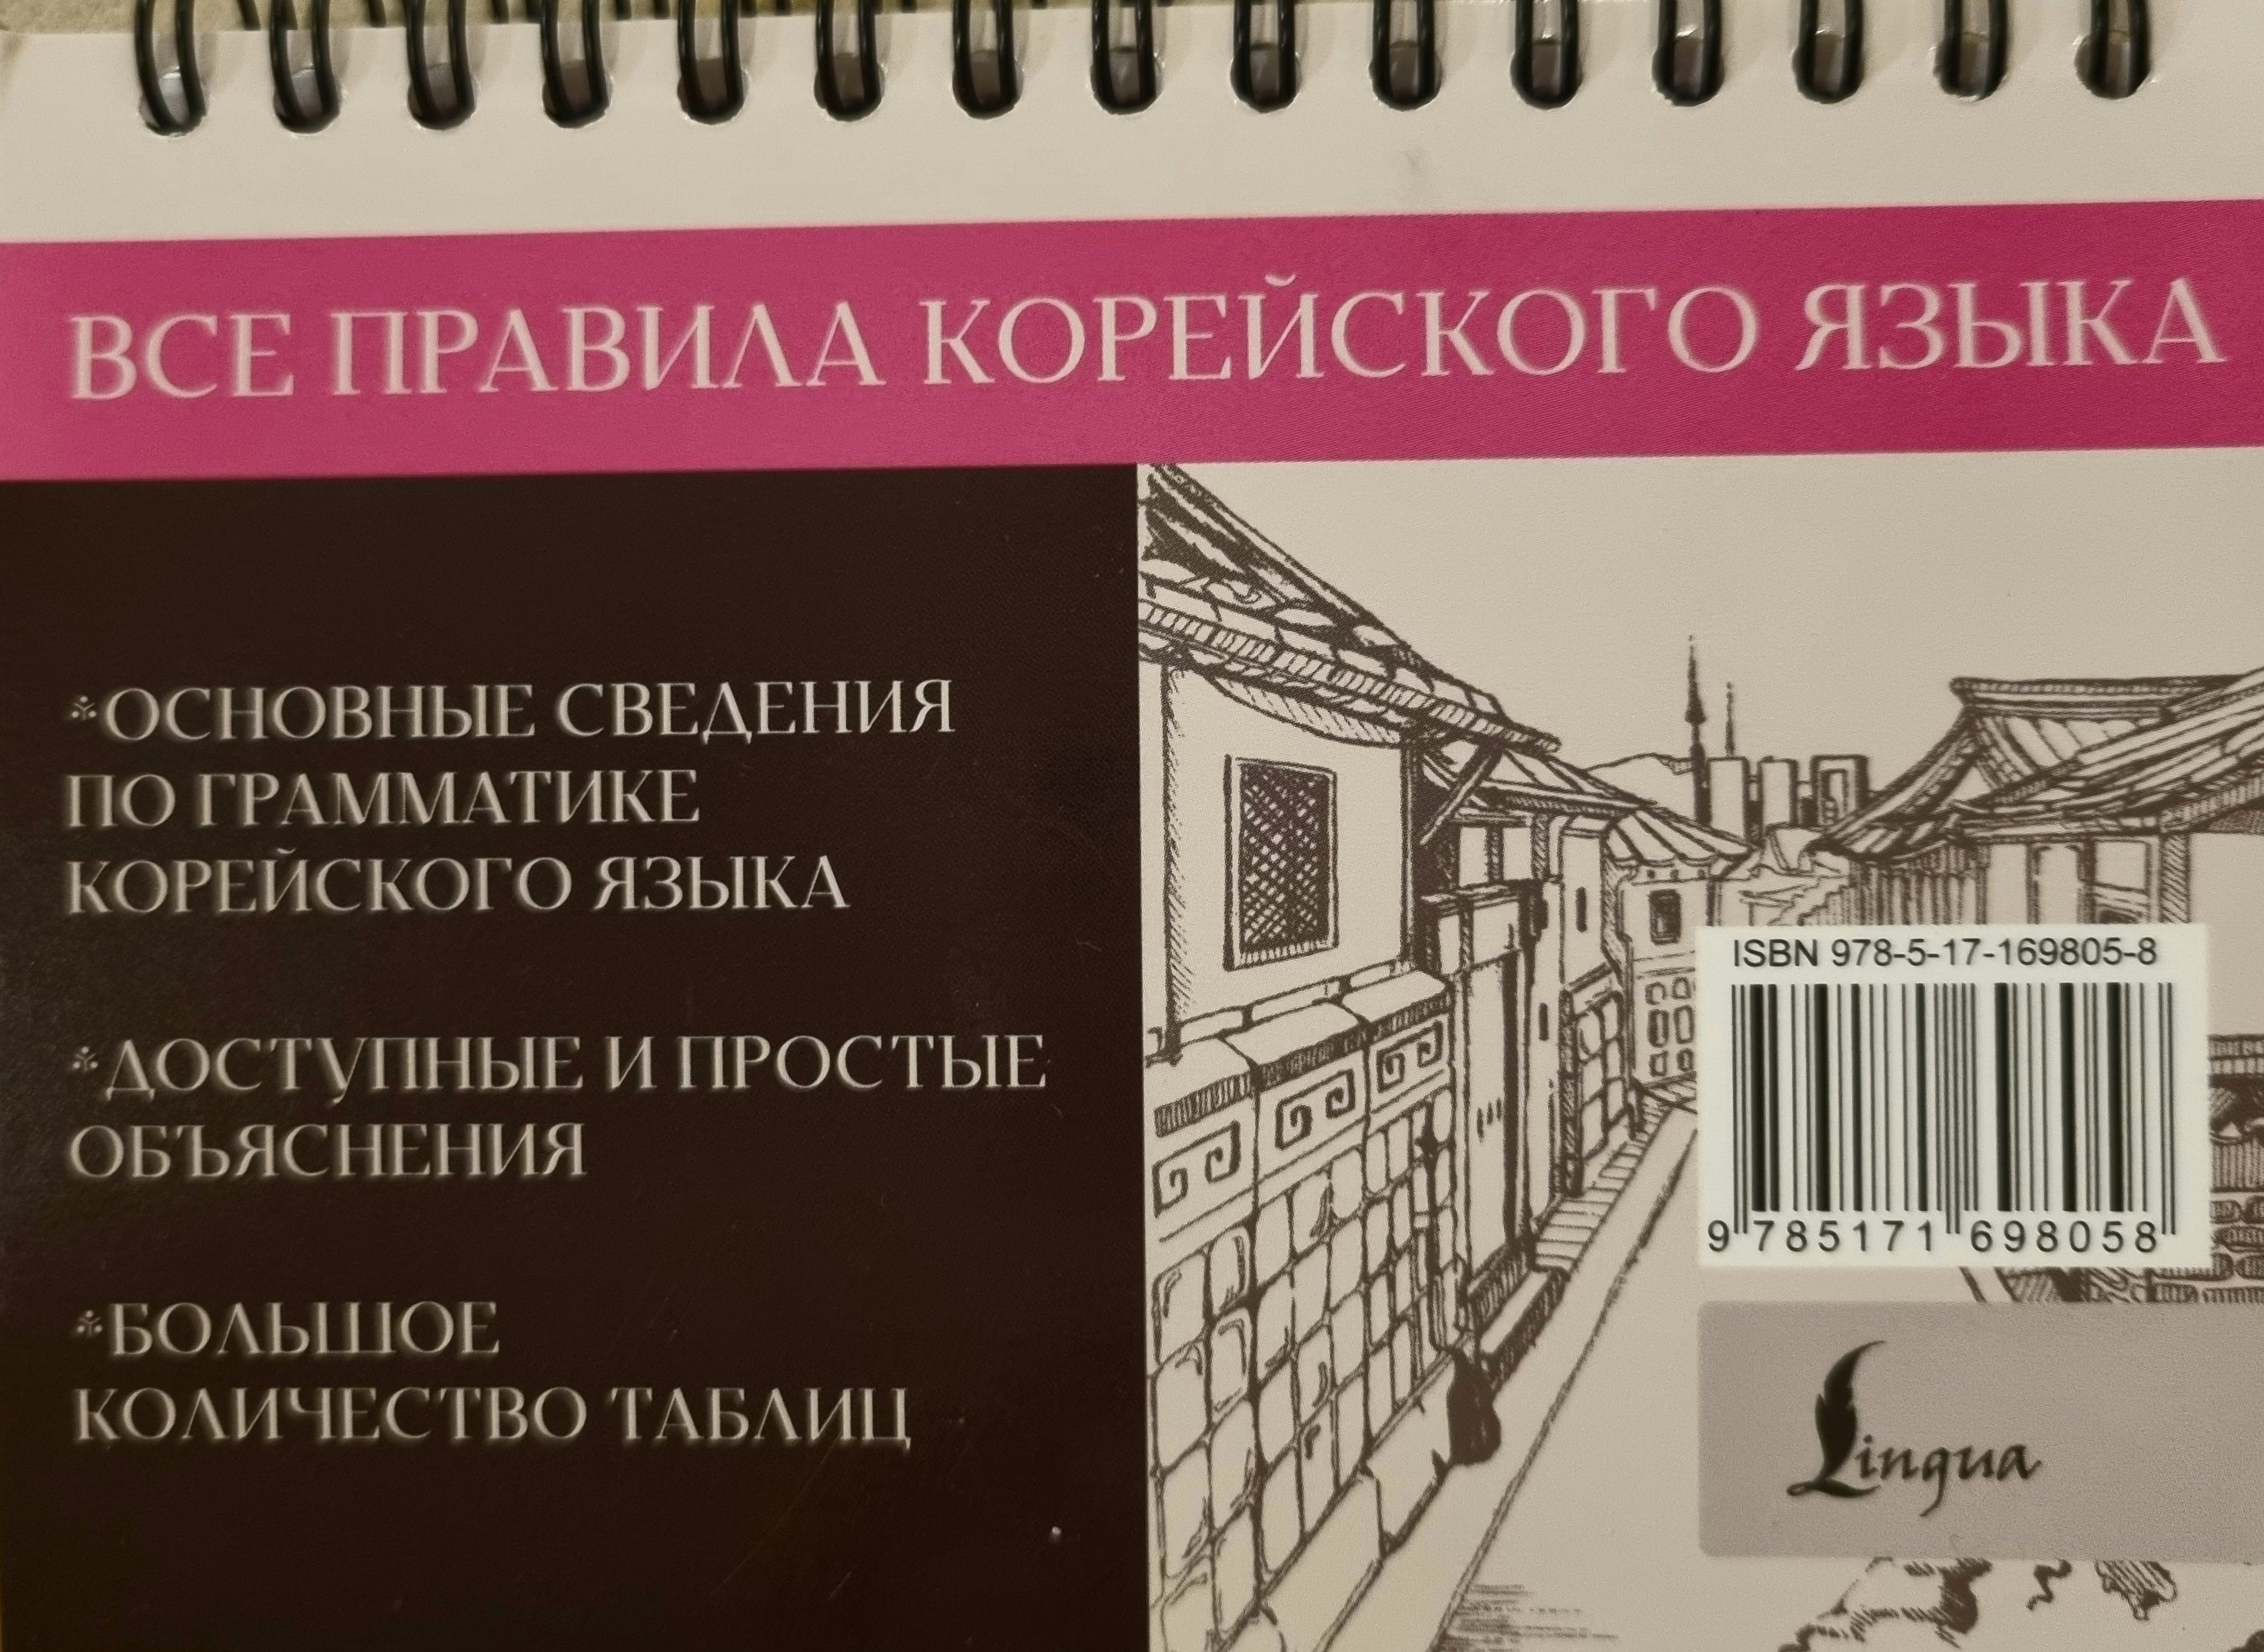 ВСЕ ПРАВИЛА КОРЕЙСКОГО ЯЗЫКА
*ОСНОВНЫЕ СВЕДЕНИЯ
ПО ГРАММАТИКЕ
КОРЕЙСКОГО ЯЗЫКА
*ДОСТУПНЫЕ И ПРОСТЫЕ
ОБЪЯСНЕНИЯ
*БОЛЬШОЕ
КОЛИЧЕСТВО ТАБЛИЦ
ISBN 978-5-17-169805-8
9 785171 698058
Lingua